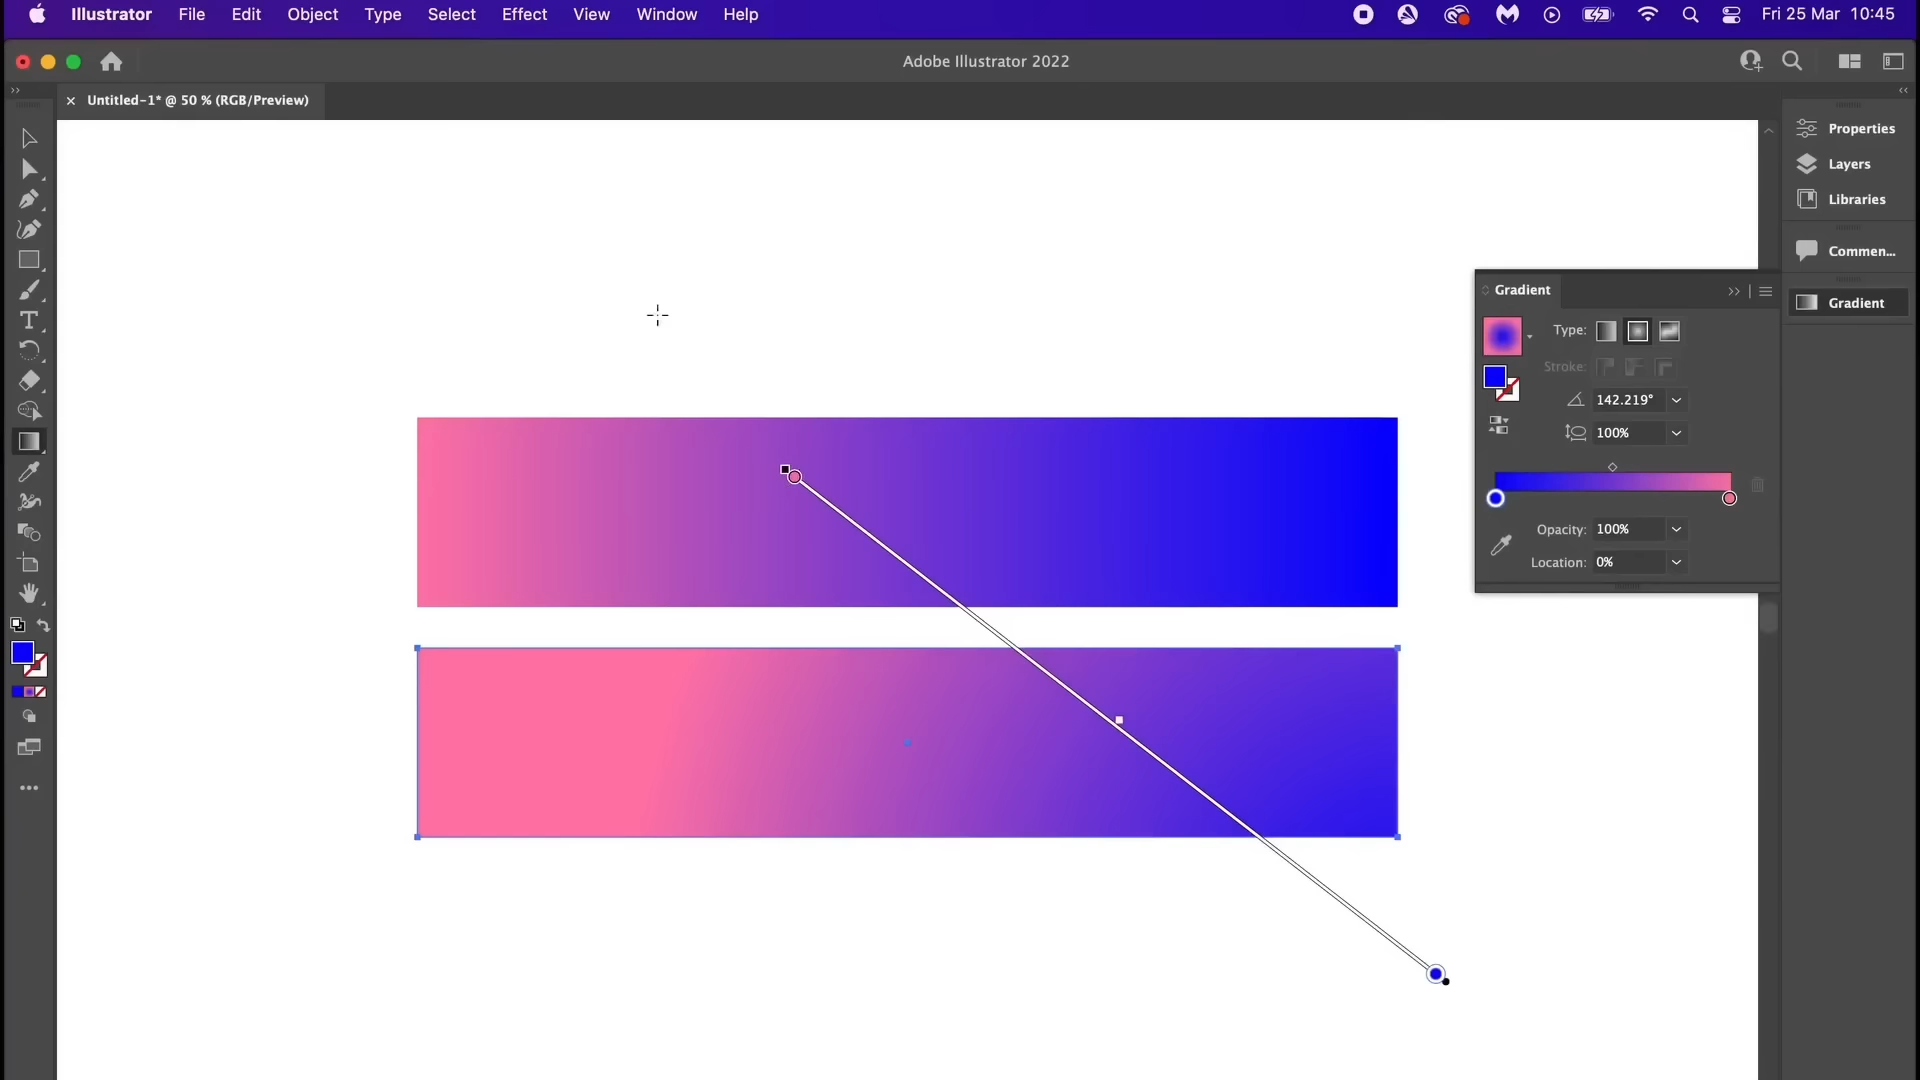 Illustrator File Edit Object Type Select Effect View Window Help Fri 25 Mar 10:45
Adobe Illustrator 2022
× Untitled-1* @ 50 % (RGB/Preview)
Properties
Layers
Libraries
Commen...
Gradient
Gradient
Type:
Stroke:
142.219°
100%
Opacity: 100%
Location: 0%